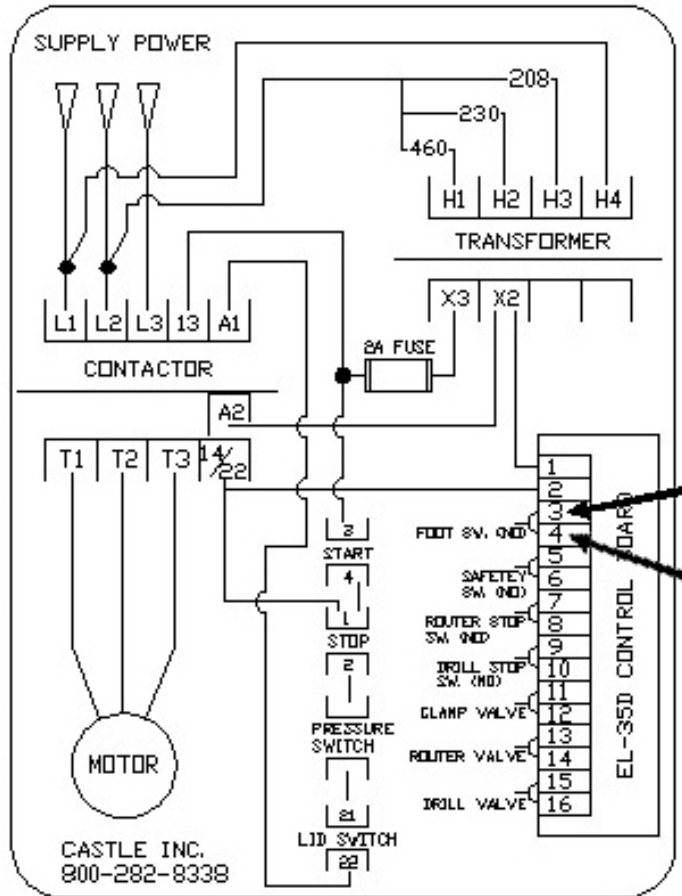 SUPPLY POWER
208
230
460
H1 H2 H3 H4
TRANSFORMER
X3 X2
L1 L2 L3 13 A1
2A FUSE
CONTACTOR
A2
T1 T2 T3 14/22
1
2
3
4
5
6
7
8
9
10
11
12
13
14
15
16
FOOT SW. (NO)
SAFETEY
SW. (NO)
ROUTER STOP
SW. (NO)
DRILL STOP
SW. (NO)
CLAMP VALVE
ROUTER VALVE
DRILL VALVE
EL-35D CONTROL BOARD
3
START
4
1
STOP
2
PRESSURE
SWITCH
21
LID SWITCH
22
MOTOR
CASTLE INC.
800-282-8338